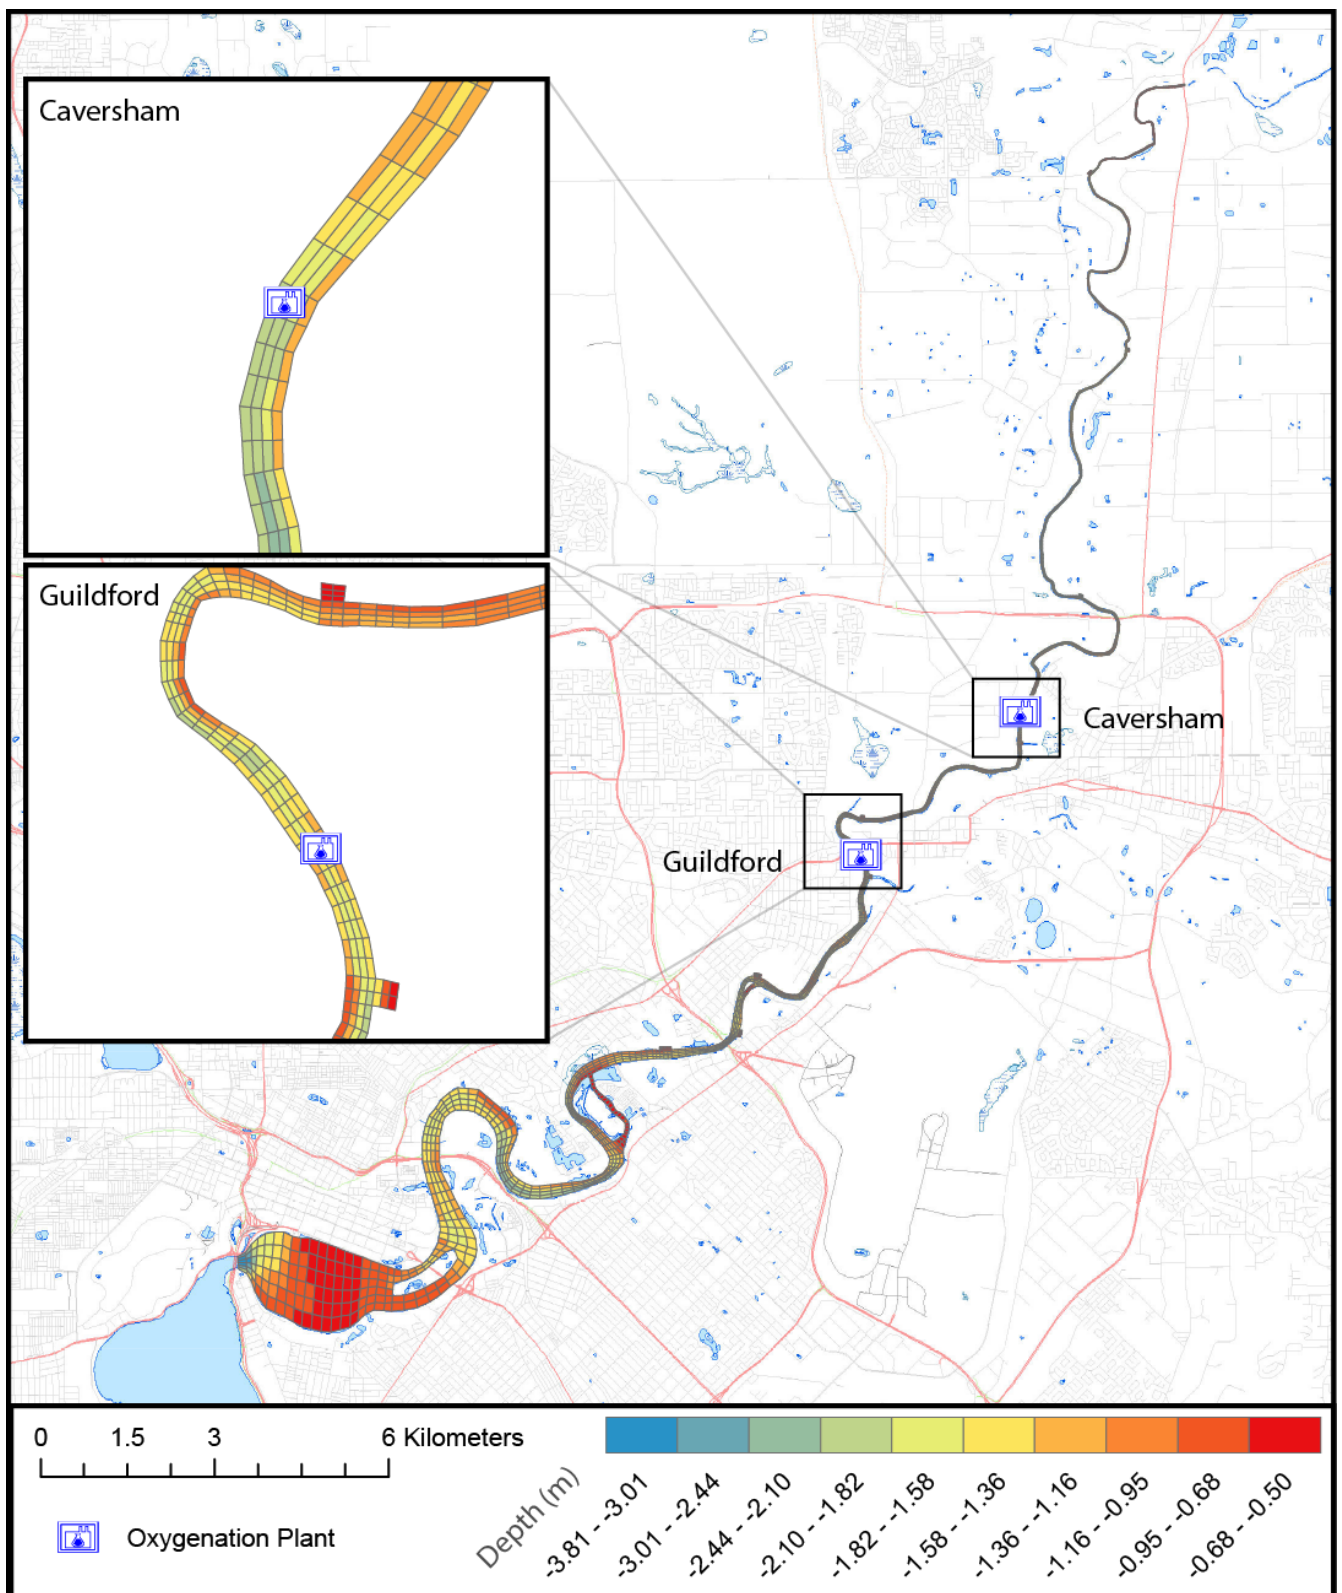 Caversham
Guildford
Caversham
Guildford
0 1.5 3 6 Kilometers
Oxygenation Plant
Depth (m)
-3.81 - -3.01
-3.01 - -2.44
-2.44 - -2.10
-2.10 - -1.82
-1.82 - -1.58
-1.58 - -1.36
-1.36 - -1.16
-1.16 - -0.95
-0.95 - -0.68
-0.68 - -0.50